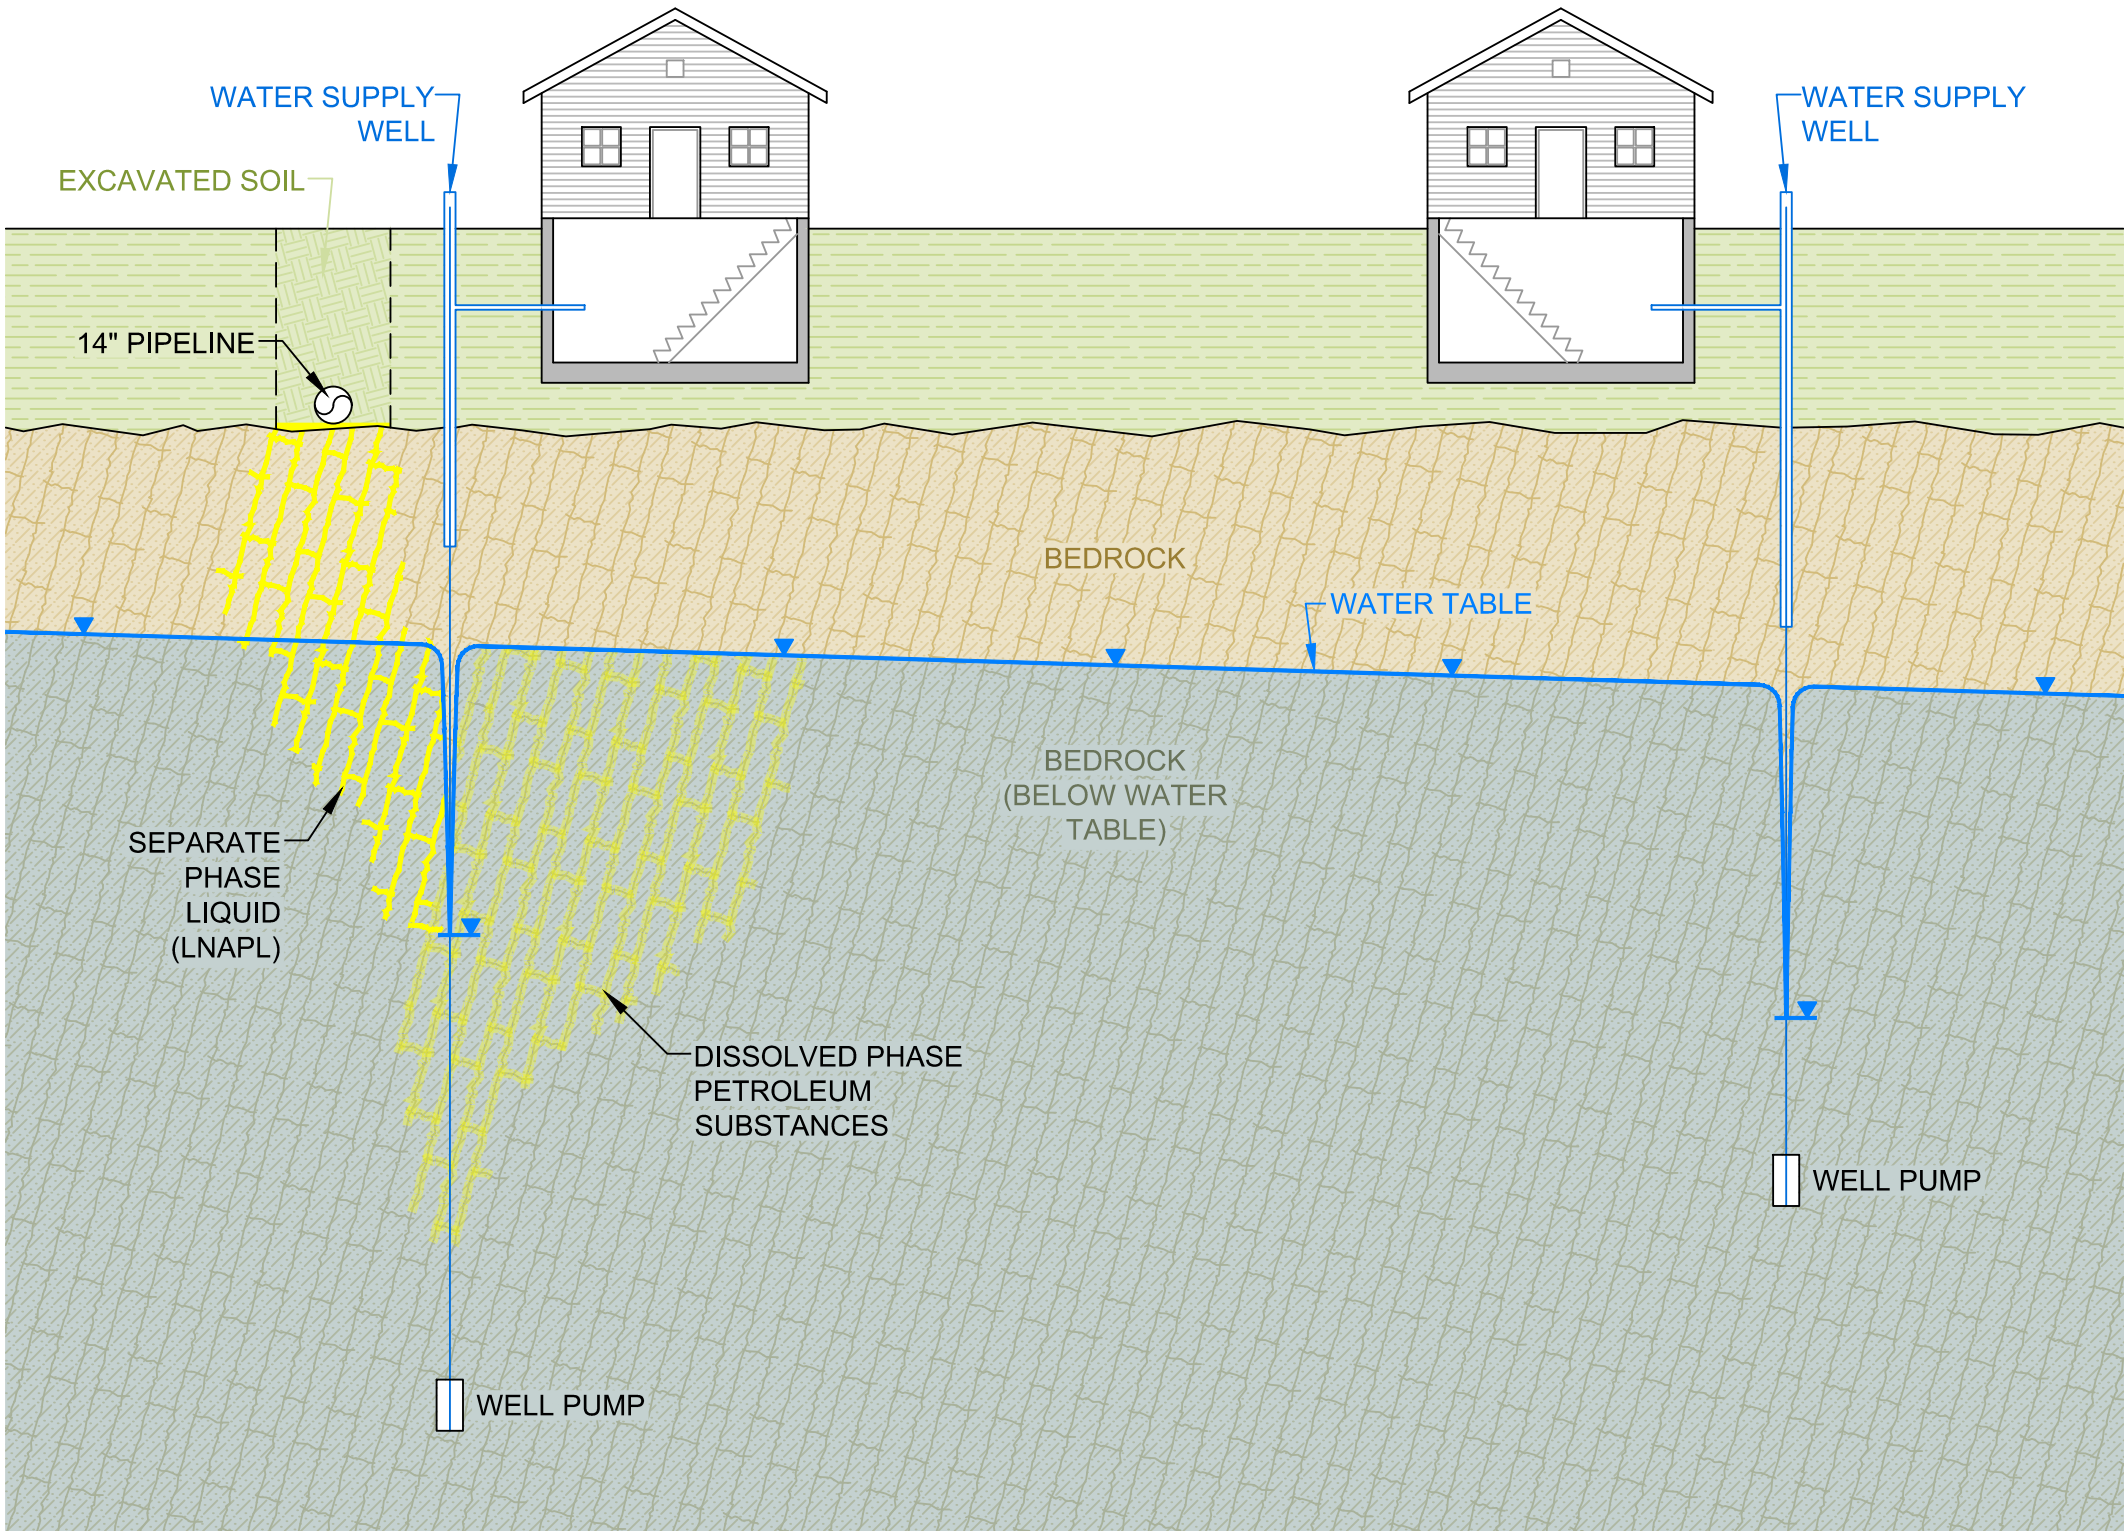 WATER SUPPLY
WELL
WATER SUPPLY
WELL
EXCAVATED SOIL
14" PIPELINE
BEDROCK
WATER TABLE
BEDROCK
(BELOW WATER
TABLE)
SEPARATE
PHASE
LIQUID
(LNAPL)
DISSOLVED PHASE
PETROLEUM
SUBSTANCES
WELL PUMP
WELL PUMP